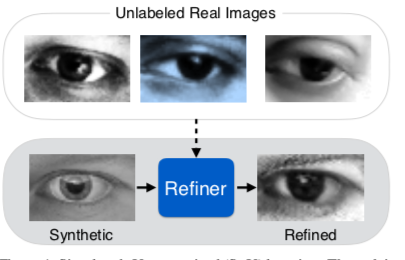 Unlabeled Real Images
Refiner
Synthetic
Refined